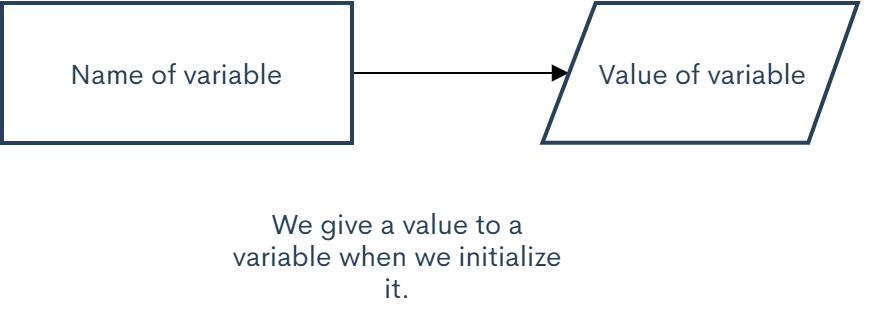 Name of variable
Value of variable
We give a value to a
variable when we initialize
it.